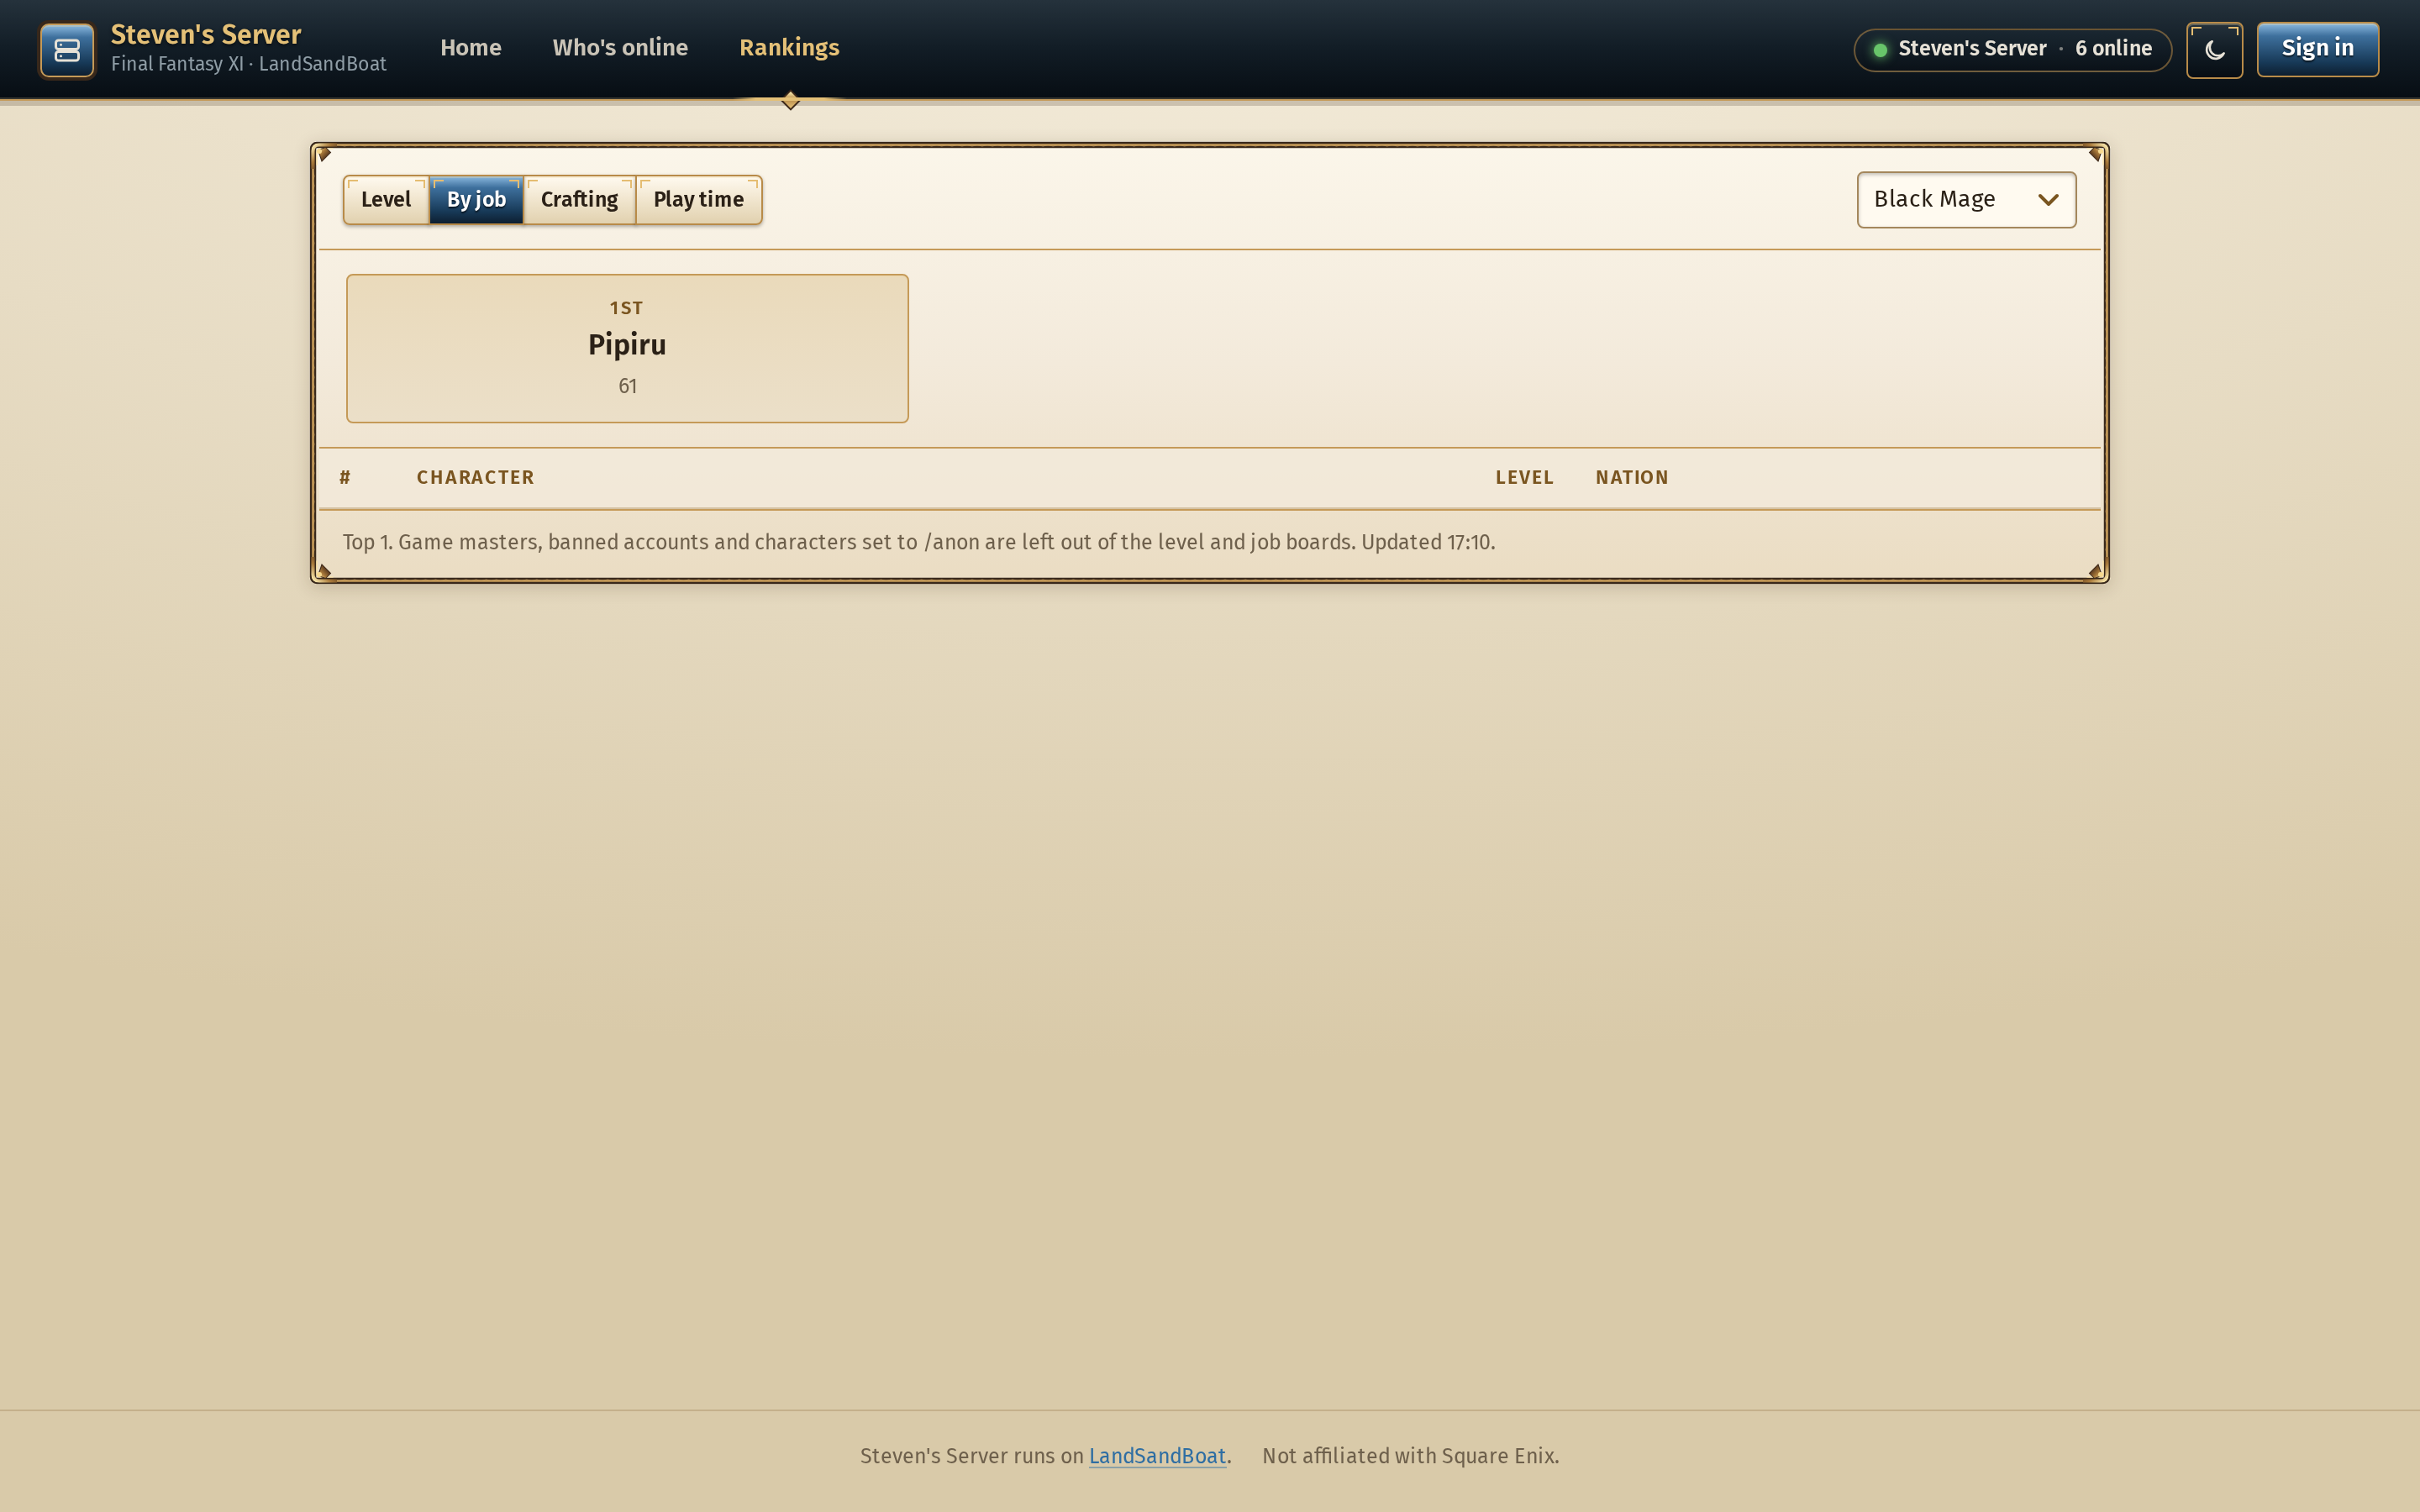 Steven's Server
Final Fantasy XI · LandSandBoat
Home
Who's online
Rankings
Steven's Server · 6 online
Sign in
Level
By job
Crafting
Play time
Black Mage
1ST
Pipiru
61
# CHARACTER LEVEL NATION
Top 1. Game masters, banned accounts and characters set to /anon are left out of the level and job boards. Updated 17:10.
Steven's Server runs on LandSandBoat. Not affiliated with Square Enix.